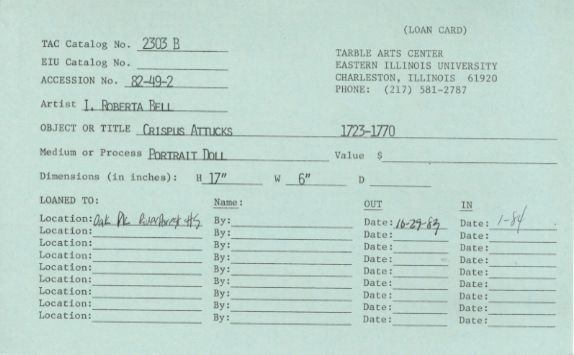 (LOAN CARD)
TAC Catalog No. 2303 B
EIU Catalog No.
ACCESSION No. 82-49-2
TARBLE ARTS CENTER
EASTERN ILLINOIS UNIVERSITY
CHARLESTON, ILLINOIS 61920
PHONE: (217) 581-2787
Artist I. ROBERTA BELL
OBJECT OR TITLE CRISPUS ATTUCKS 1723-1770
Medium or Process PORTRAIT DOLL Value $
Dimensions (in inches): H 17" W 6" D
LOANED TO: Name: OUT IN
Location: Oak Pk Riverforest HS By: Date: 10-29-83 Date: 1-84
Location: By: Date: Date:
Location: By: Date: Date:
Location: By: Date: Date:
Location: By: Date: Date:
Location: By: Date: Date:
Location: By: Date: Date:
Location: By: Date: Date:
Location: By: Date: Date: